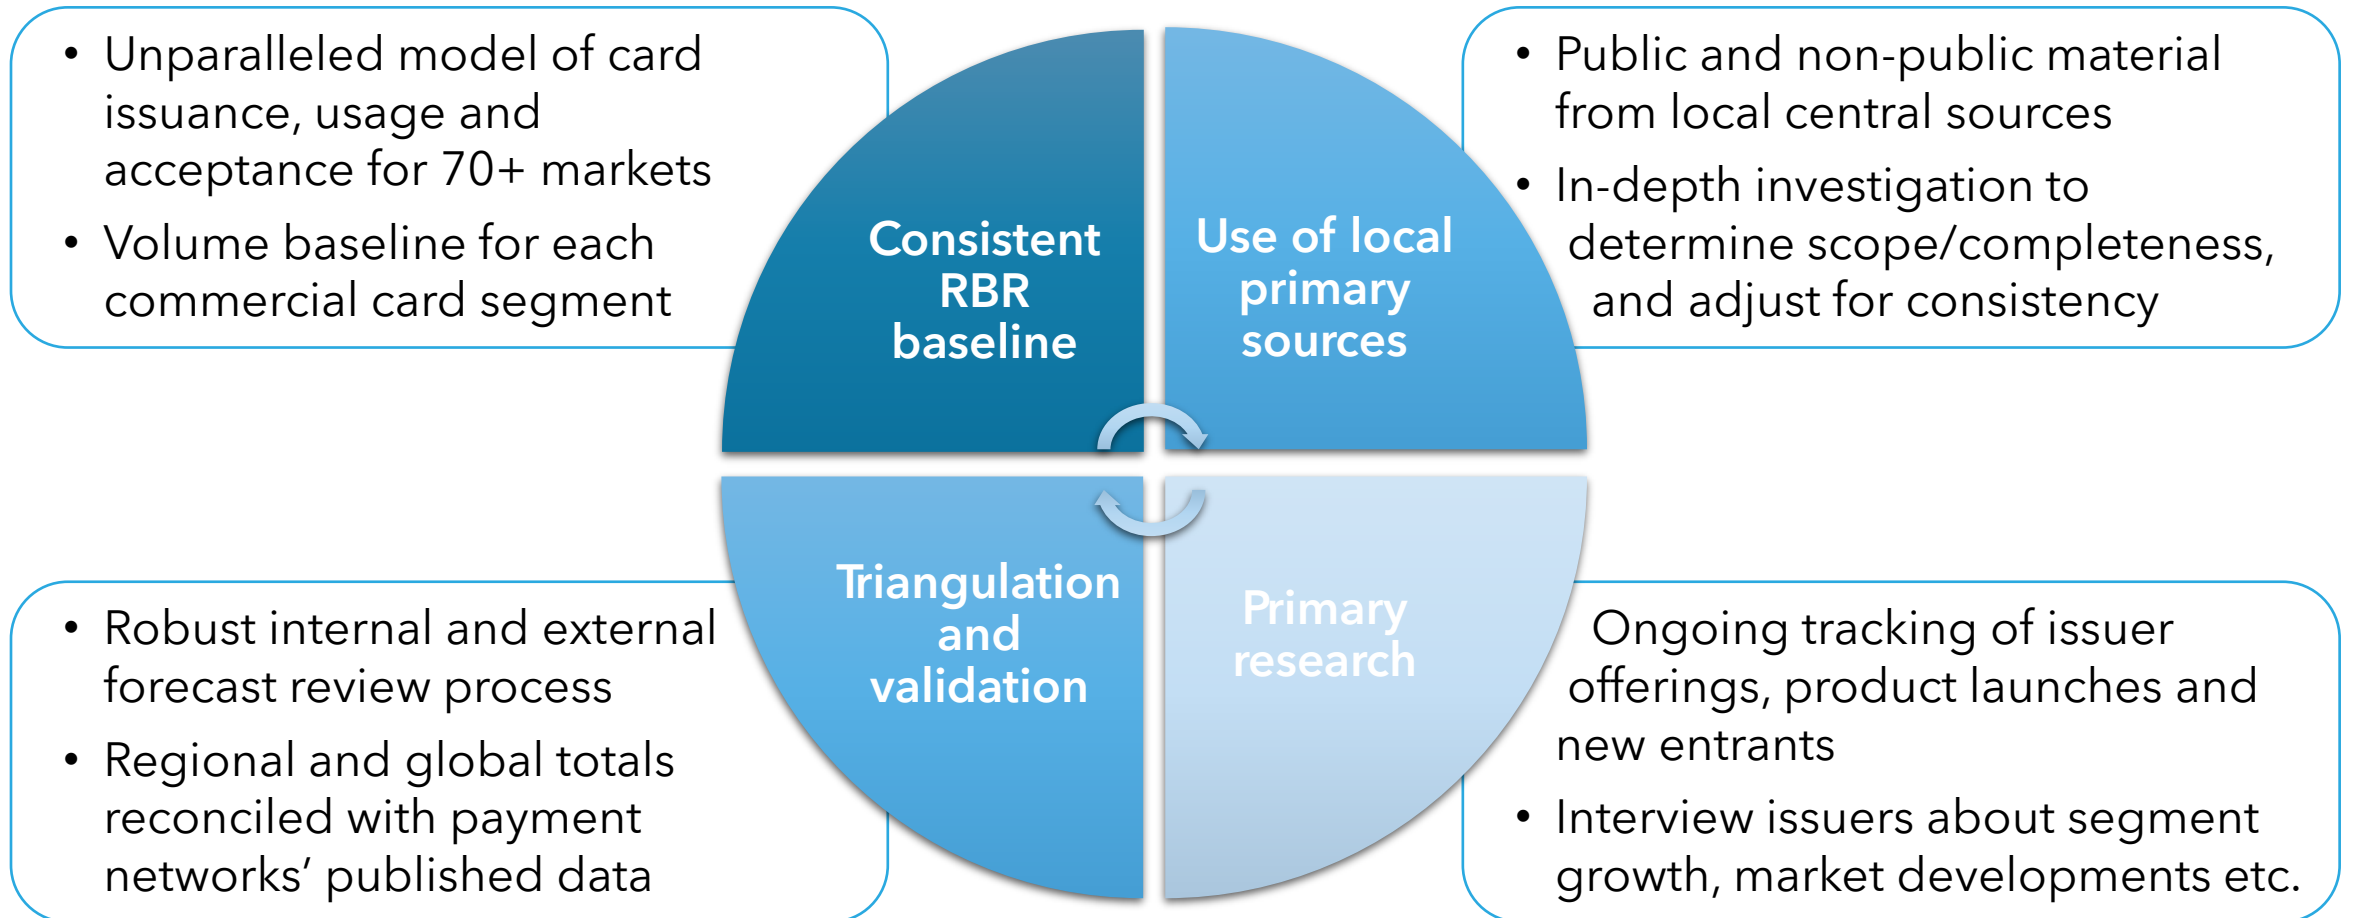 • Unparalleled model of card
issuance, usage and
acceptance for 70+ markets
• Volume baseline for each
commercial card segment
Consistent
RBR
baseline
Use of local
primary
sources
• Public and non-public material
from local central sources
• In-depth investigation to
determine scope/completeness,
and adjust for consistency
• Robust internal and external
forecast review process
• Regional and global totals
reconciled with payment
networks’ published data
Triangulation
and
validation
Primary
research
Ongoing tracking of issuer
offerings, product launches and
new entrants
• Interview issuers about segment
growth, market developments etc.